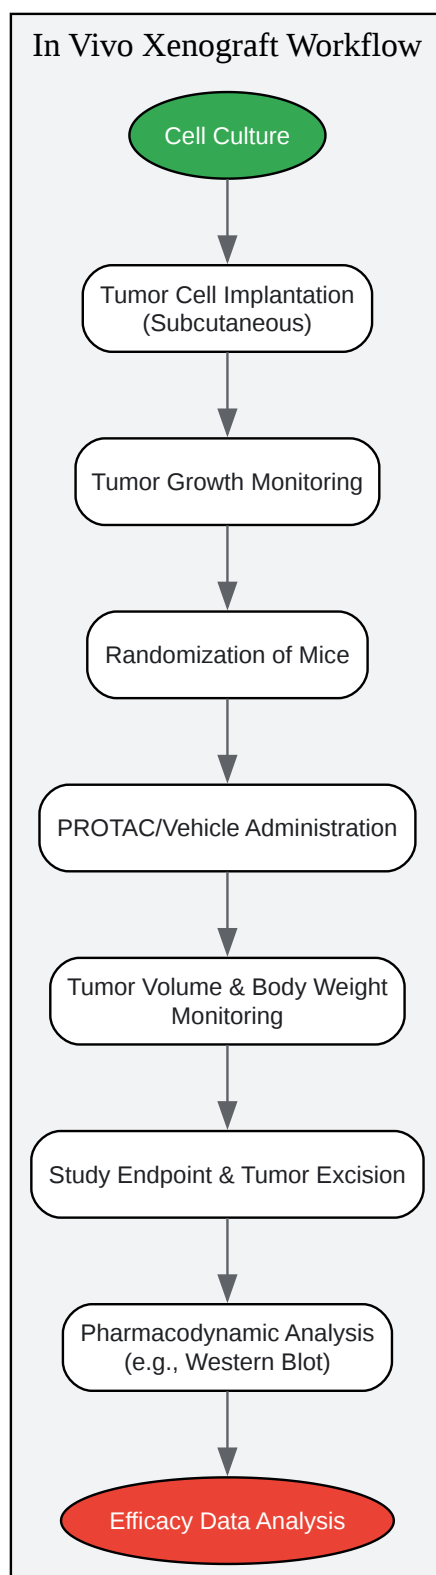 In Vivo Xenograft Workflow
Cell Culture
Tumor Cell Implantation
(Subcutaneous)
Tumor Growth Monitoring
Randomization of Mice
PROTAC/Vehicle Administration
Tumor Volume & Body Weight
Monitoring
Study Endpoint & Tumor Excision
Pharmacodynamic Analysis
(e.g., Western Blot)
Efficacy Data Analysis